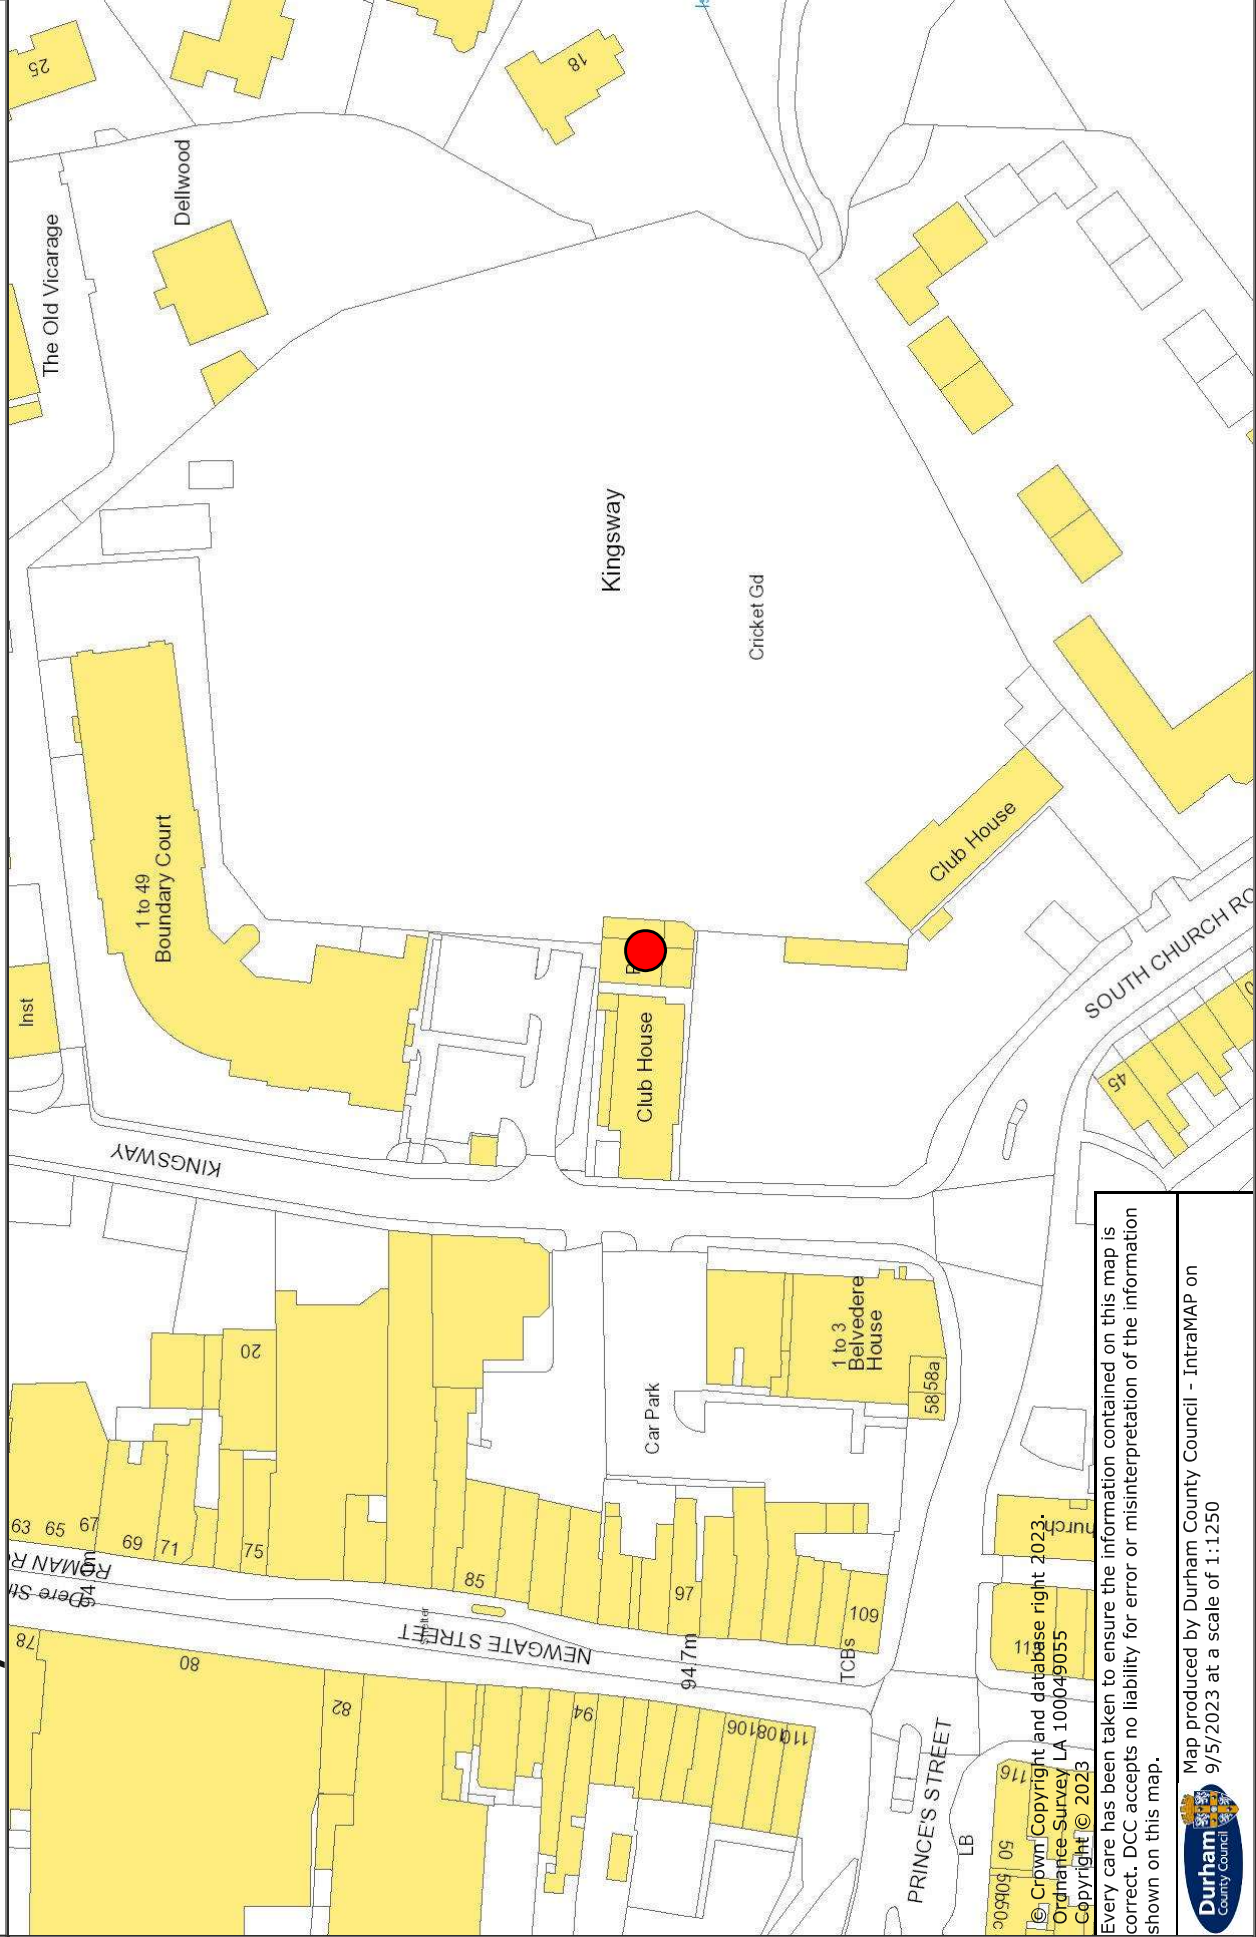 25
18
The Old Vicarage
Dellwood
Kingsway
Cricket Gd
1 to 49
Boundary Court
Inst
Club House
Club House
KINGSWAY
SOUTH CHURCH
45
20
1 to 3
Belvedere
House
58
58a
Car Park
63
65
67
69
71
75
85
97
109
ROMAN
Dere
94.0m
NEWGATE STREET
94.7m
TCBs
78
80
82
94
106
108
110
PRINCE'S STREET
LB
116
50
50b
50c
© Crown Copyright and database right 2023.
Ordnance Survey LA 100049055
Copyright © 2023
Every care has been taken to ensure the information contained on this map is
correct. DCC accepts no liability for error or misinterpretation of the information
shown on this map.
Durham
County Council
Map produced by Durham County Council - IntraMAP on
9/5/2023 at a scale of 1:1250